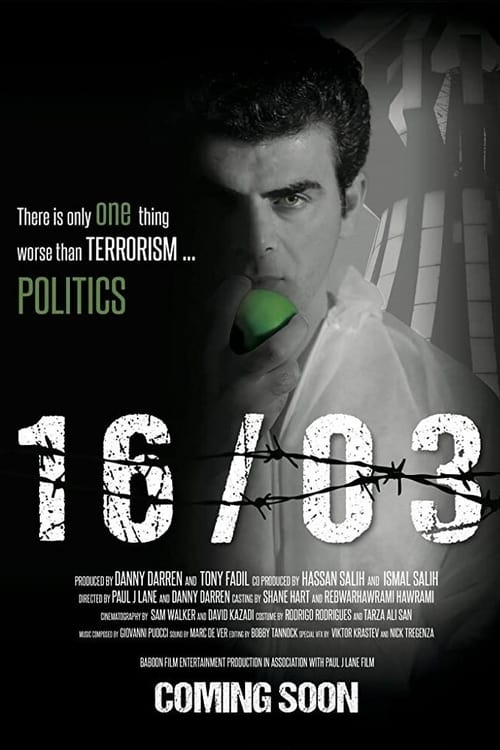 There is only one thing
worse than TERRORISM ...
POLITICS
16/03
PRODUCED BY DANNY DARREN AND TONY FADIL CO PRODUCED BY HASSAN SALIH AND ISMAL SALIH
DIRECTED BY PAUL J LANE AND DANNY DARREN CASTING BY SHANE HART AND REBWARHAWRAMI HAWRAMI
CINEMATOGRAPHY BY SAM WALKER AND DAVID KAZADI COSTUME BY RODRIGO RODRIGUES AND TARZA ALI SAN
MUSIC COMPOSED BY GIOVANNI PUOCCI SOUND BY MARC DE VER EDITING BY BOBBY TANNOCK SPECIAL VFX BY VIKTOR KRASTEV AND NICK TREGENZA
BABOON FILM ENTERTAINMENT PRODUCTION IN ASSOCIATION WITH PAUL J LANE FILM
COMING SOON